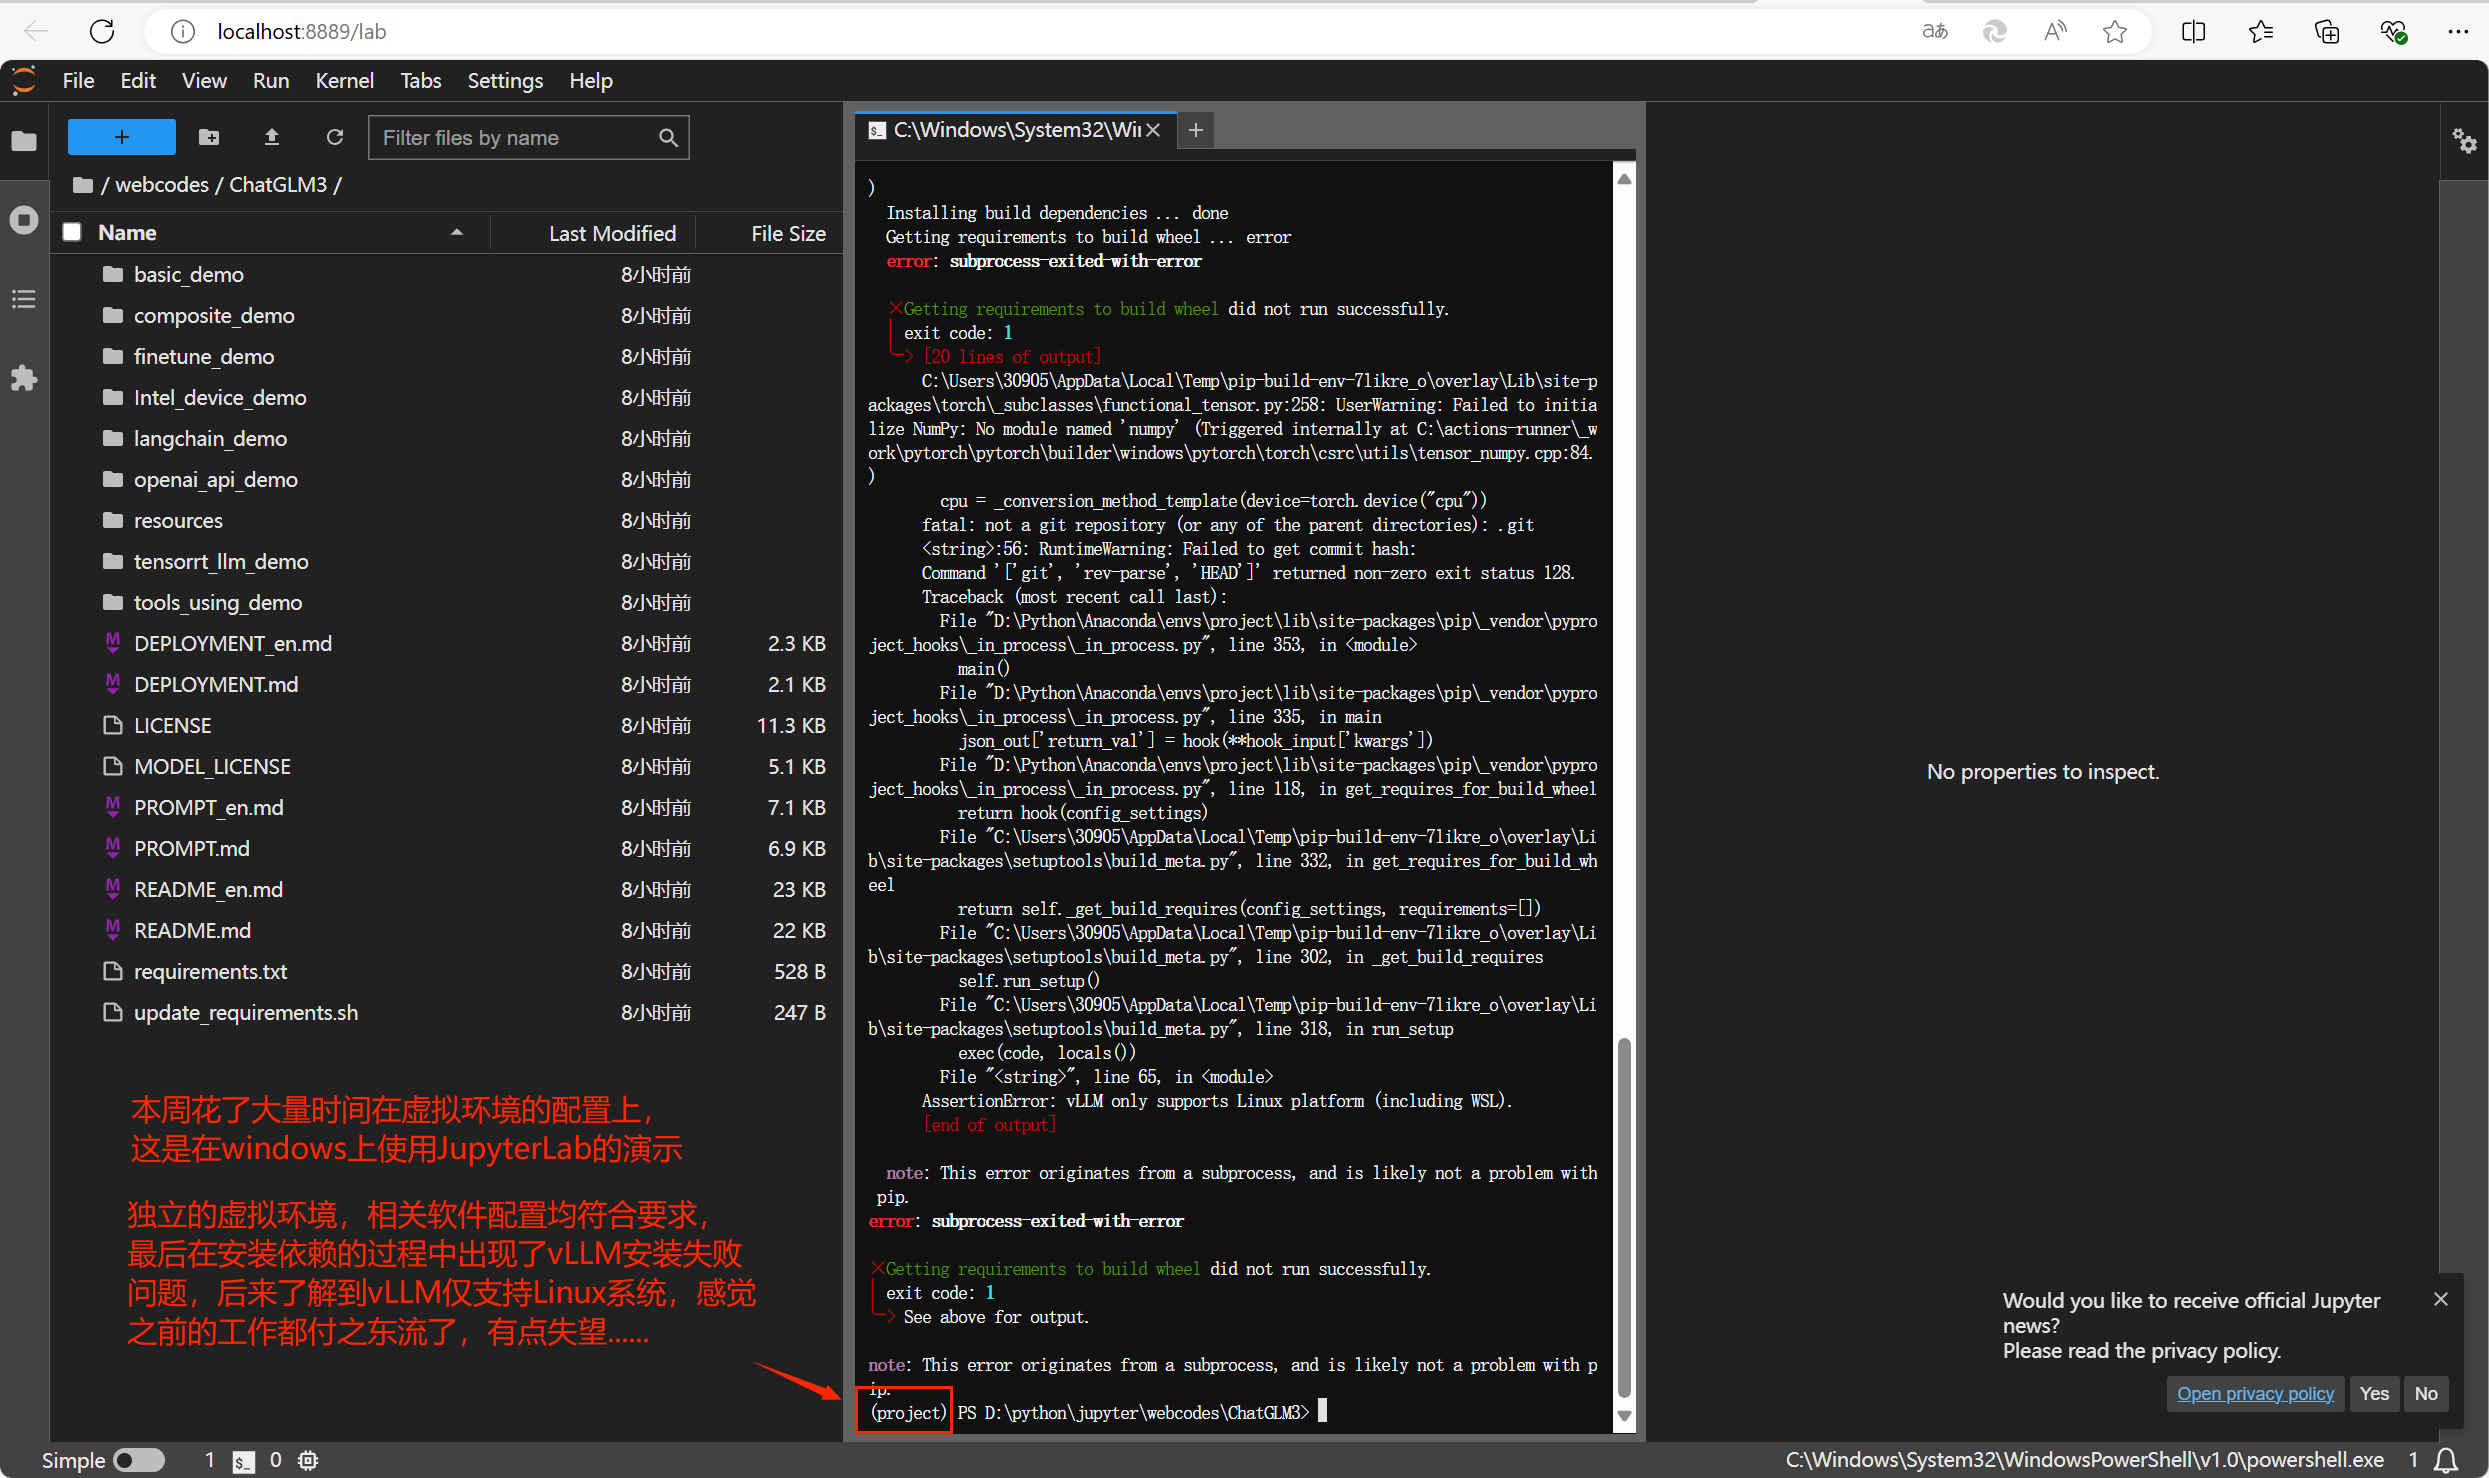 localhost:8889/lab
File Edit View Run Kernel Tabs Settings Help
Filter files by name
/ webcodes / ChatGLM3 /
Name Last Modified File Size
basic_demo 8小时前
composite_demo 8小时前
finetune_demo 8小时前
Intel_device_demo 8小时前
langchain_demo 8小时前
openai_api_demo 8小时前
resources 8小时前
tensorrt_llm_demo 8小时前
tools_using_demo 8小时前
DEPLOYMENT_en.md 8小时前 2.3 KB
DEPLOYMENT.md 8小时前 2.1 KB
LICENSE 8小时前 11.3 KB
MODEL_LICENSE 8小时前 5.1 KB
PROMPT_en.md 8小时前 7.1 KB
PROMPT.md 8小时前 6.9 KB
README_en.md 8小时前 23 KB
README.md 8小时前 22 KB
requirements.txt 8小时前 528 B
update_requirements.sh 8小时前 247 B
本周花了大量时间在虚拟环境的配置上，
这是在windows上使用JupyterLab的演示
独立的虚拟环境，相关软件配置均符合要求，
最后在安装依赖的过程中出现了vLLM安装失败
问题，后来了解到vLLM仅支持Linux系统，感觉
之前的工作都付之东流了，有点失望......
C:\Windows\System32\Wi
)
Installing build dependencies ... done
Getting requirements to build wheel ... error
error: subprocess-exited-with-error
×Getting requirements to build wheel did not run successfully.
exit code: 1
[20 lines of output]
C:\Users\30905\AppData\Local\Temp\pip-build-env-7likre_o\overlay\Lib\site-p
ackages\torch\_subclasses\functional_tensor.py:258: UserWarning: Failed to initia
lize NumPy: No module named 'numpy' (Triggered internally at C:\actions-runner\_w
ork\pytorch\pytorch\builder\windows\pytorch\torch\csrc\utils\tensor_numpy.cpp:84.
)
cpu = _conversion_method_template(device=torch.device("cpu"))
fatal: not a git repository (or any of the parent directories): .git
<string>:56: RuntimeWarning: Failed to get commit hash:
Command '['git', 'rev-parse', 'HEAD']' returned non-zero exit status 128.
Traceback (most recent call last):
File "D:\Python\Anaconda\envs\project\lib\site-packages\pip\_vendor\pypro
ject_hooks\_in_process\_in_process.py", line 353, in <module>
main()
File "D:\Python\Anaconda\envs\project\lib\site-packages\pip\_vendor\pypro
ject_hooks\_in_process\_in_process.py", line 335, in main
json_out['return_val'] = hook(**hook_input['kwargs'])
File "D:\Python\Anaconda\envs\project\lib\site-packages\pip\_vendor\pypro
ject_hooks\_in_process\_in_process.py", line 118, in get_requires_for_build_wheel
return hook(config_settings)
File "C:\Users\30905\AppData\Local\Temp\pip-build-env-7likre_o\overlay\Li
b\site-packages\setuptools\build_meta.py", line 332, in get_requires_for_build_wh
eel
return self._get_build_requires(config_settings, requirements=[])
File "C:\Users\30905\AppData\Local\Temp\pip-build-env-7likre_o\overlay\Li
b\site-packages\setuptools\build_meta.py", line 302, in _get_build_requires
self.run_setup()
File "C:\Users\30905\AppData\Local\Temp\pip-build-env-7likre_o\overlay\Li
b\site-packages\setuptools\build_meta.py", line 318, in run_setup
exec(code, locals())
File "<string>", line 65, in <module>
AssertionError: vLLM only supports Linux platform (including WSL).
[end of output]
note: This error originates from a subprocess, and is likely not a problem with
pip.
error: subprocess-exited-with-error
×Getting requirements to build wheel did not run successfully.
exit code: 1
See above for output.
note: This error originates from a subprocess, and is likely not a problem with p
ip.
(project) PS D:\python\jupyter\webcodes\ChatGLM3>
No properties to inspect.
Would you like to receive official Jupyter
news?
Please read the privacy policy.
Open privacy policy Yes No
Simple 1 0 C:\Windows\System32\WindowsPowerShell\v1.0\powershell.exe 1